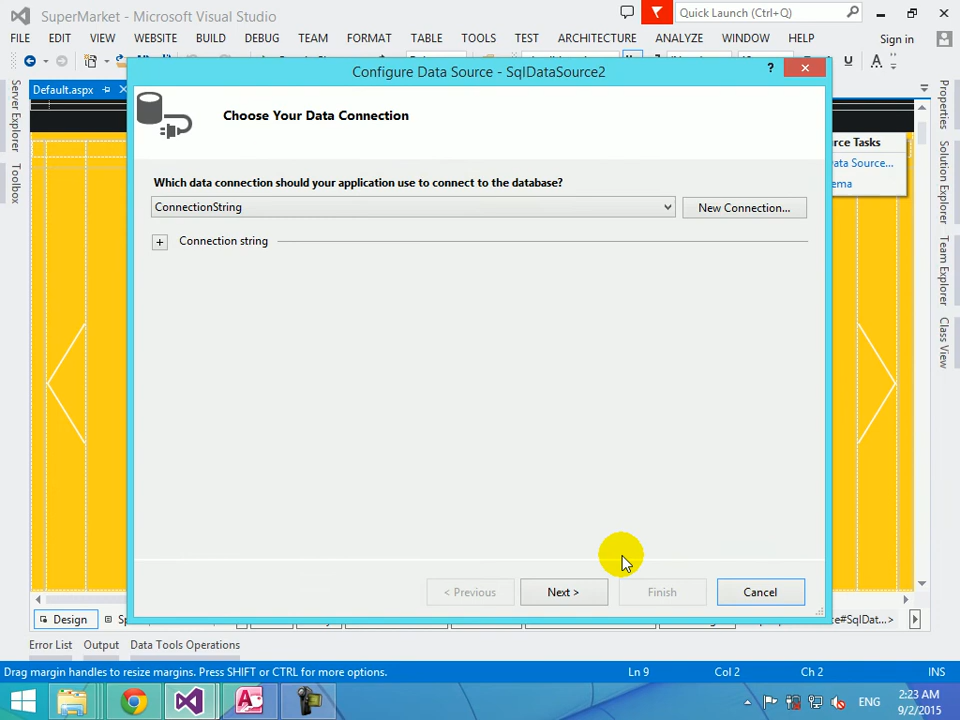 SuperMarket - Microsoft Visual Studio
Quick Launch (Ctrl+Q)
FILE EDIT VIEW WEBSITE BUILD DEBUG TEAM FORMAT TABLE TOOLS TEST ARCHITECTURE ANALYZE WINDOW HELP
Sign in
Default.aspx
Configure Data Source - SqlDataSource2
?
Choose Your Data Connection
Which data connection should your application use to connect to the database?
ConnectionString
New Connection...
+ Connection string
< Previous
Next >
Finish
Cancel
rce Tasks
ata Source...
ema
Server Explorer
Toolbox
Properties
Solution Explorer
Team Explorer
Class View
Design
Sp
urce#SqlDat...>
Error List Output Data Tools Operations
Drag margin handles to resize margins. Press SHIFT or CTRL for more options.
Ln 9 Col 2 Ch 2 INS
ENG
2:23 AM
9/2/2015